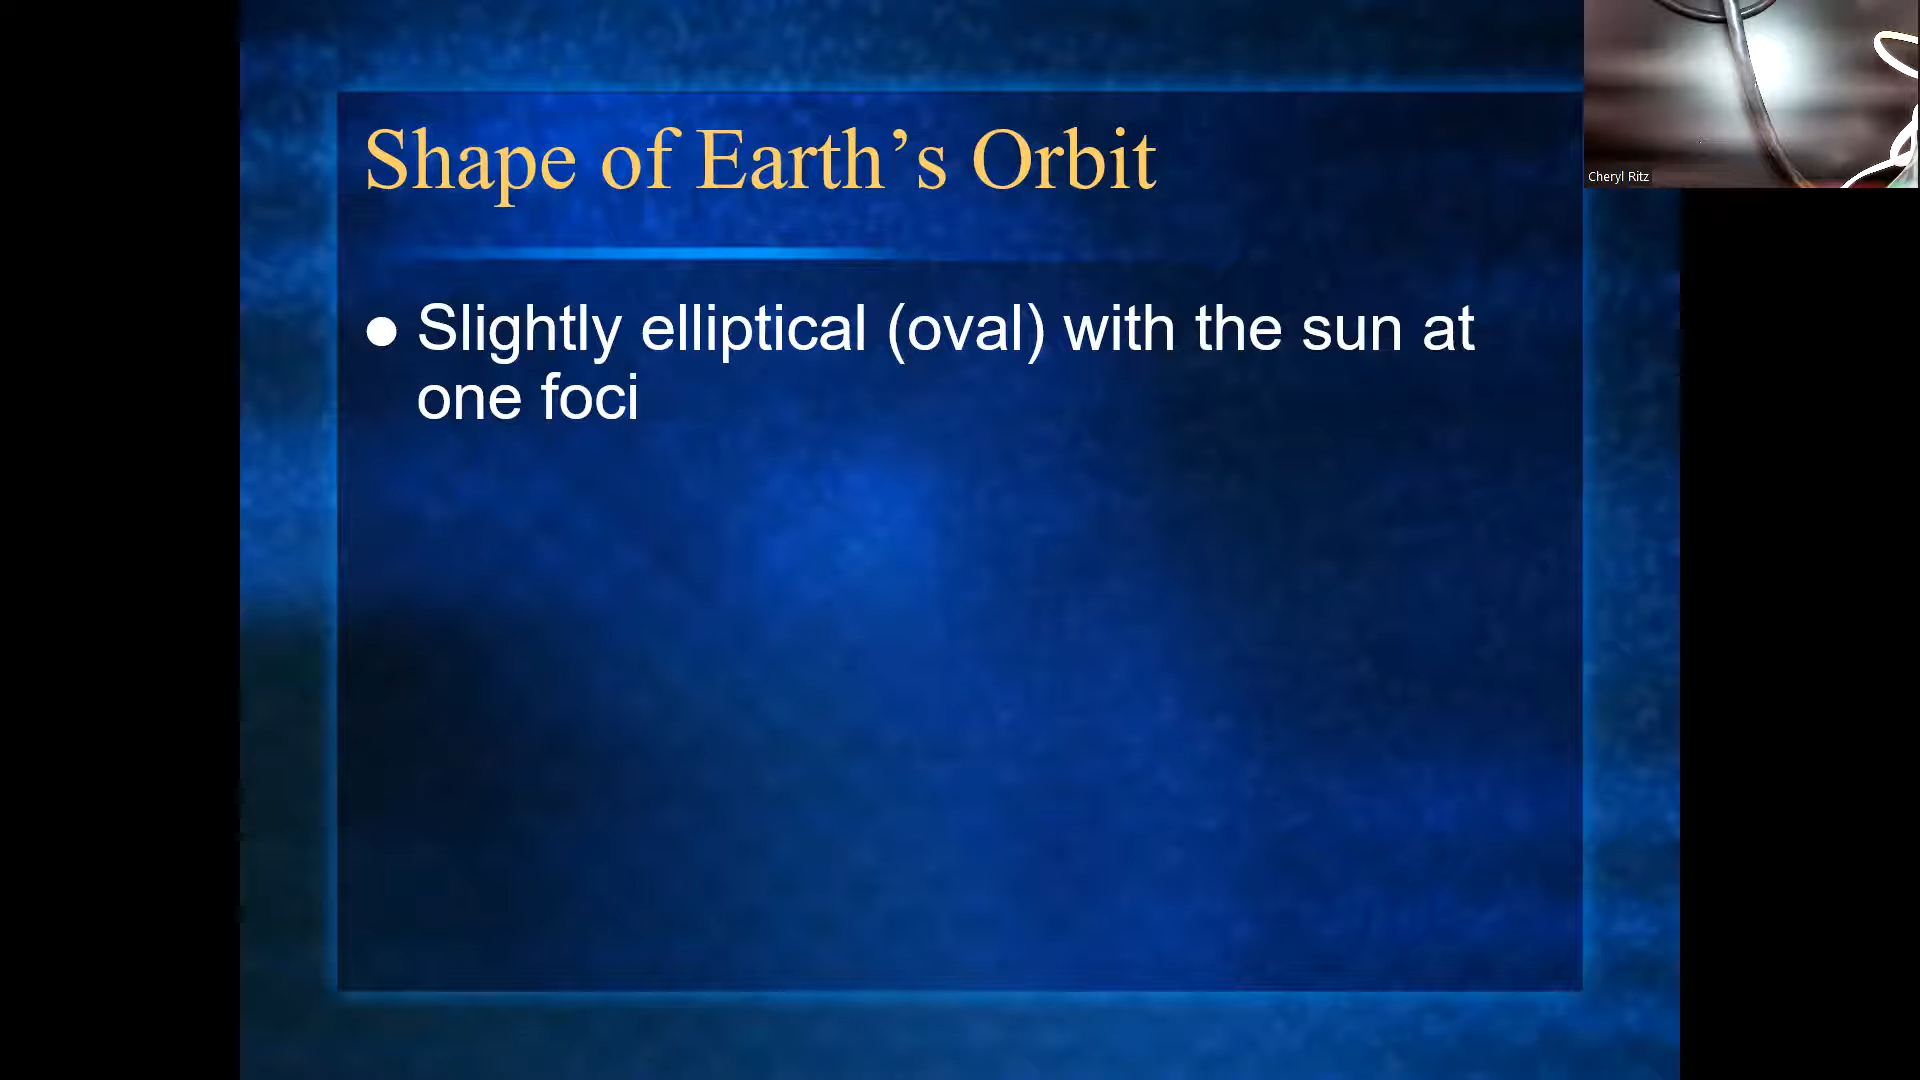 Shape of Earth’s Orbit
● Slightly elliptical (oval) with the sun at
one foci
Cheryl Ritz